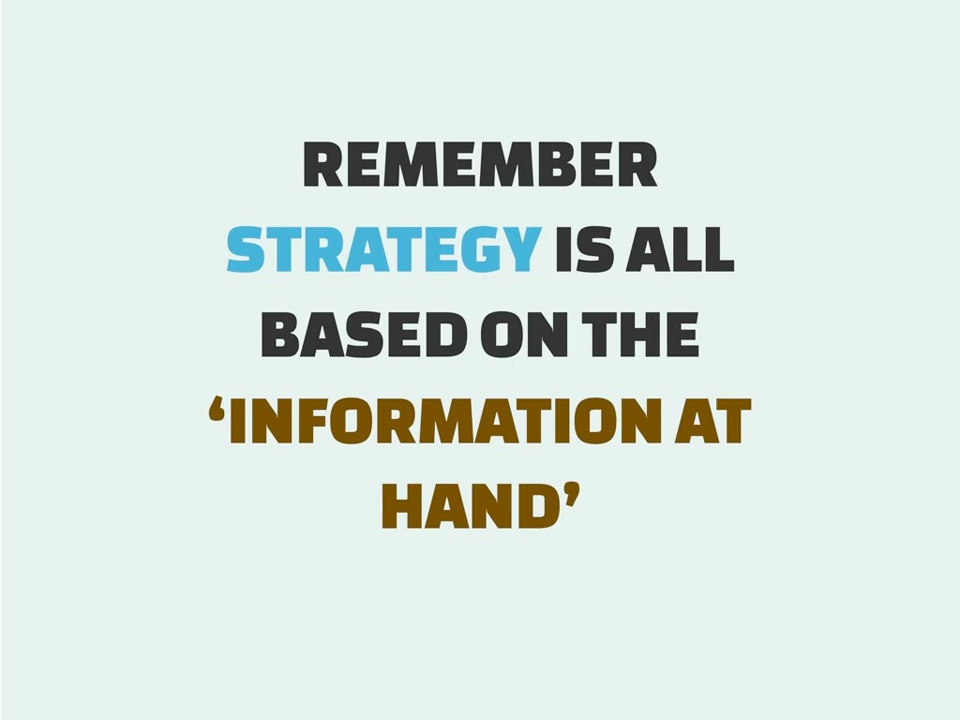 REMEMBER
STRATEGY IS ALL
BASED ON THE
‘INFORMATION AT
HAND’